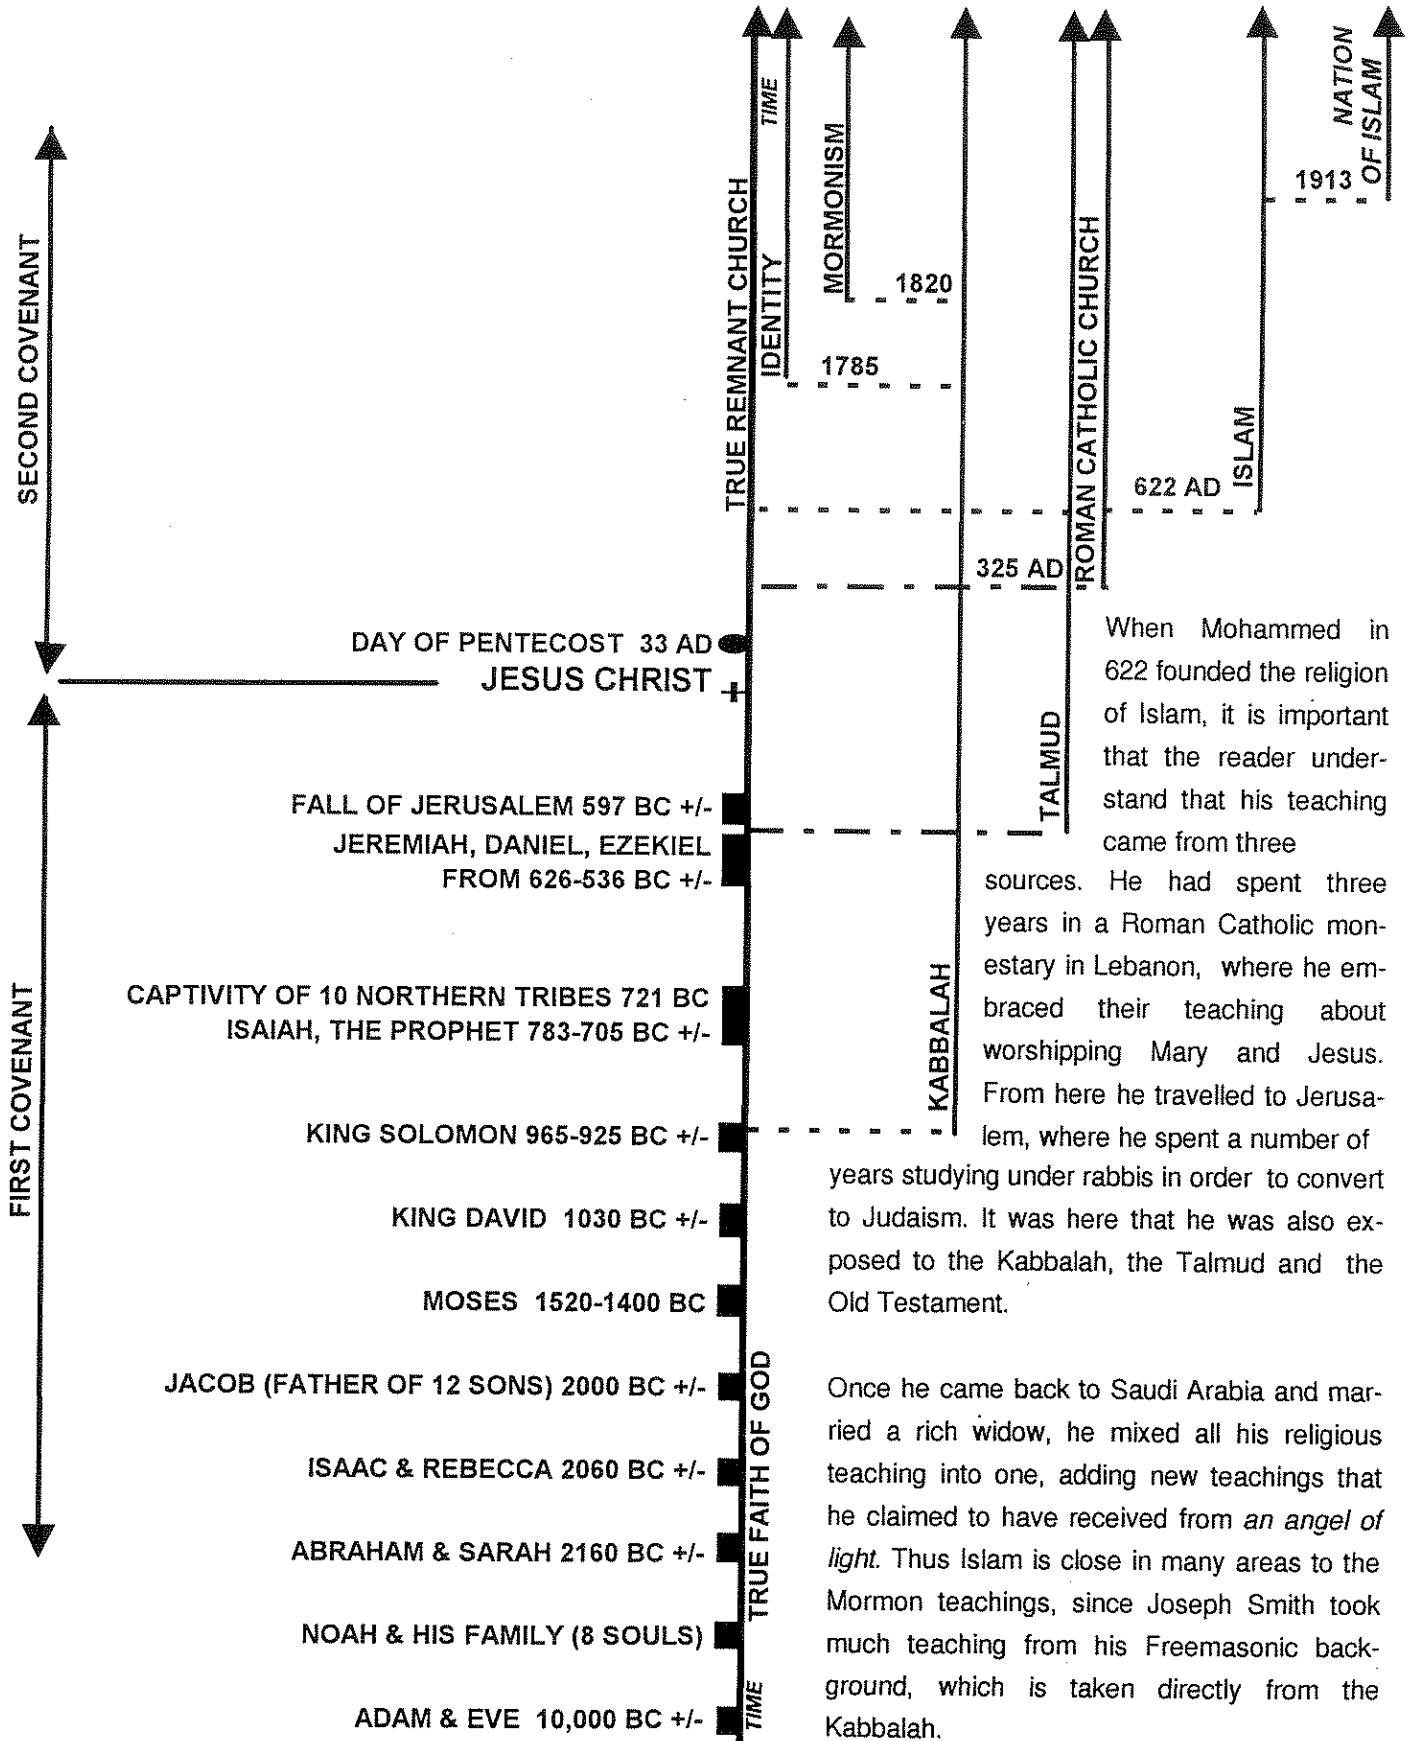 NATION
OF ISLAM
TIME
MORMONISM
1913
TRUE REMNANT CHURCH
IDENTITY
1820
ROMAN CATHOLIC CHURCH
SECOND COVENANT
1785
ISLAM
622 AD
325 AD
DAY OF PENTECOST 33 AD
JESUS CHRIST
TALMUD
FALL OF JERUSALEM 597 BC +/-
JEREMIAH, DANIEL, EZEKIEL
FROM 626-536 BC +/-
KABBALAH
CAPTIVITY OF 10 NORTHERN TRIBES 721 BC
ISAIAH, THE PROPHET 783-705 BC +/-
FIRST COVENANT
KING SOLOMON 965-925 BC +/-
KING DAVID 1030 BC +/-
MOSES 1520-1400 BC
JACOB (FATHER OF 12 SONS) 2000 BC +/-
TRUE FAITH OF GOD
ISAAC & REBECCA 2060 BC +/-
ABRAHAM & SARAH 2160 BC +/-
NOAH & HIS FAMILY (8 SOULS)
TIME
ADAM & EVE 10,000 BC +/-
When Mohammed in
622 founded the religion
of Islam, it is important
that the reader under-
stand that his teaching
came from three
sources. He had spent three
years in a Roman Catholic mon-
estary in Lebanon, where he em-
braced their teaching about
worshipping Mary and Jesus.
From here he travelled to Jerusa-
lem, where he spent a number of
years studying under rabbis in order to convert
to Judaism. It was here that he was also ex-
posed to the Kabbalah, the Talmud and the
Old Testament.
Once he came back to Saudi Arabia and mar-
ried a rich widow, he mixed all his religious
teaching into one, adding new teachings that
he claimed to have received from an angel of
light. Thus Islam is close in many areas to the
Mormon teachings, since Joseph Smith took
much teaching from his Freemasonic back-
ground, which is taken directly from the
Kabbalah.